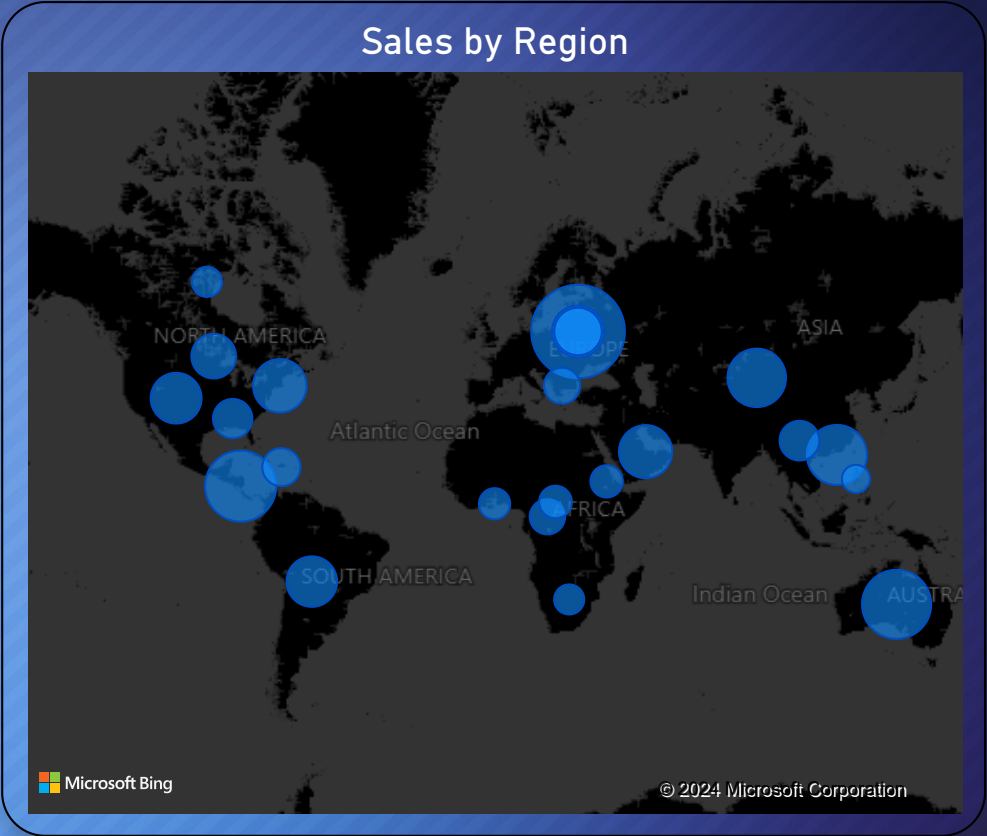 Sales by Region
ASIA
NORTH AMERICA
EUROPE
Atlantic Ocean
AFRICA
SOUTH AMERICA
Indian Ocean
AUSTRA
Microsoft Bing
© 2024 Microsoft Corporation